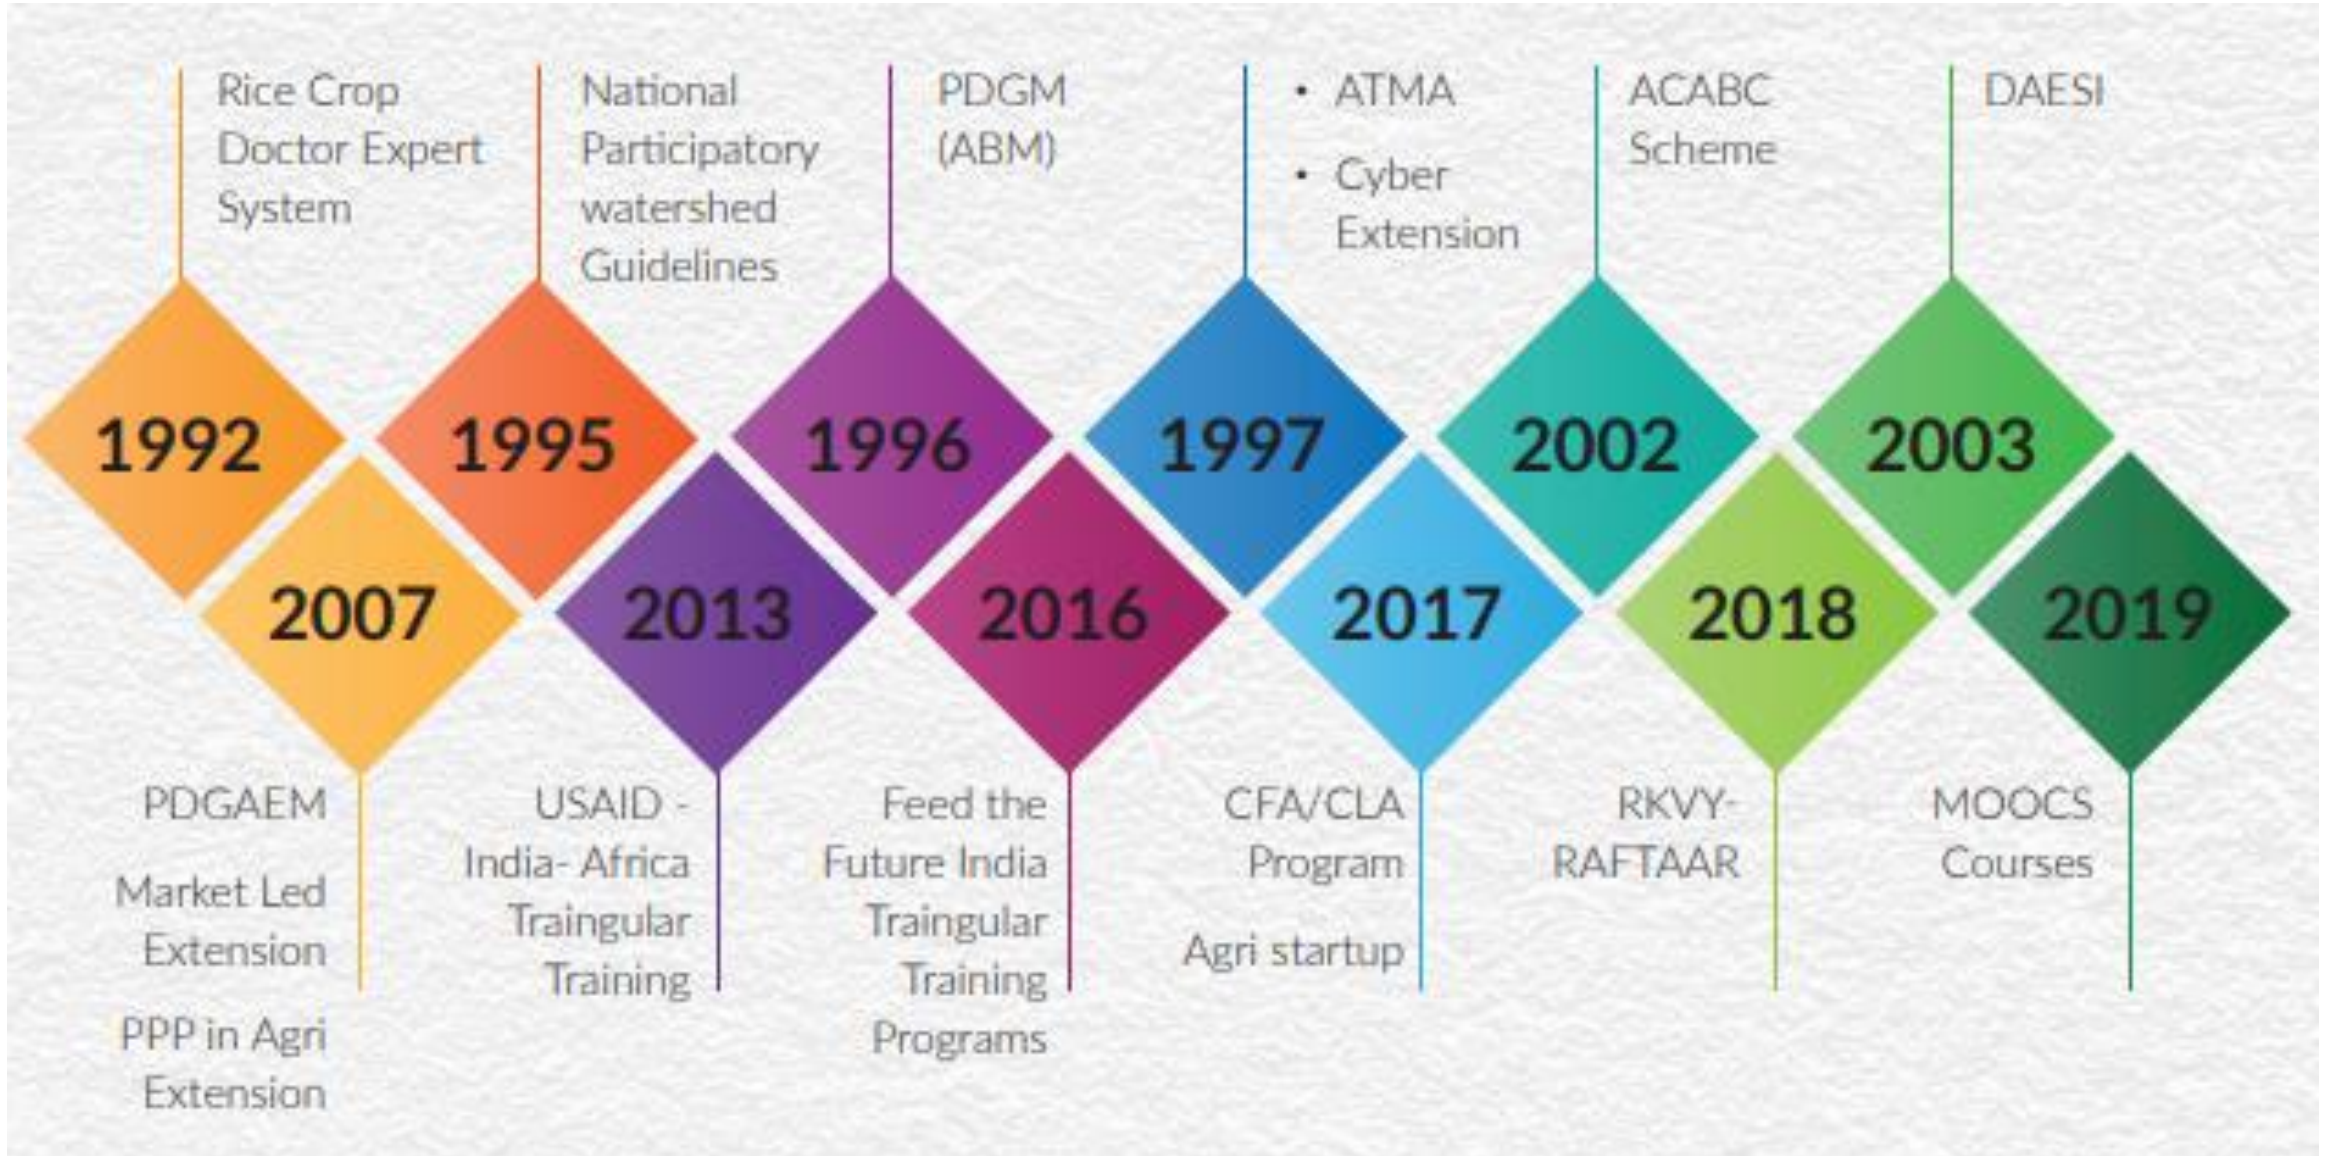 Rice Crop
Doctor Expert
System
National
Participatory
watershed
Guidelines
PDGM
(ABM)
• ATMA
• Cyber
Extension
ACABC
Scheme
DAESI
1992
1995
1996
1997
2002
2003
2007
2013
2016
2017
2018
2019
PDGAEM
Market Led
Extension
PPP in Agri
Extension
USAID -
India- Africa
Traingular
Training
Feed the
Future India
Traingular
Training
Programs
CFA/CLA
Program
Agri startup
RKVY-
RAFTAAR
MOOCS
Courses